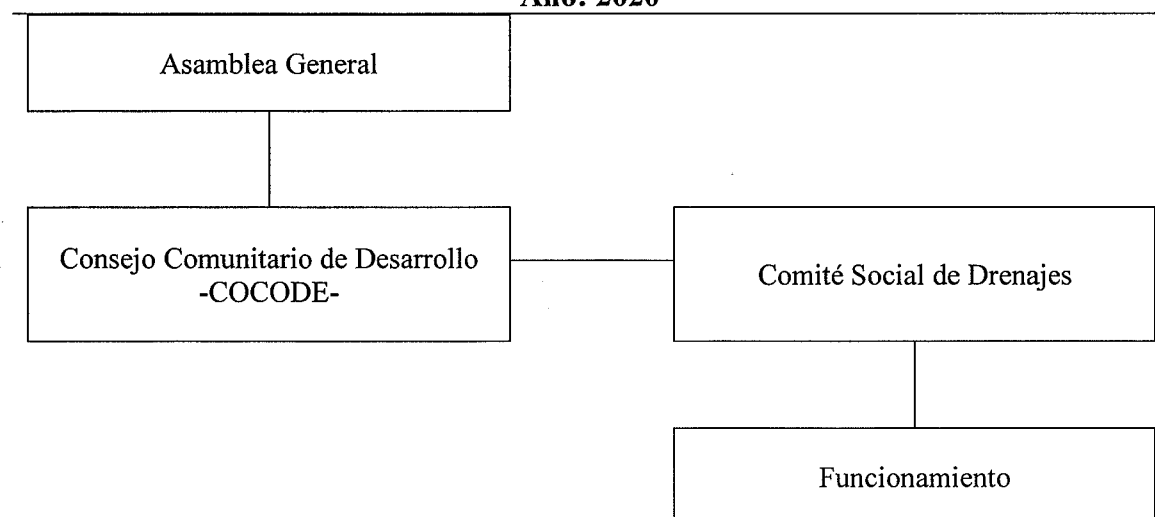 Asamblea General
Consejo Comunitario de Desarrollo
-COCODE-
Comité Social de Drenajes
Funcionamiento